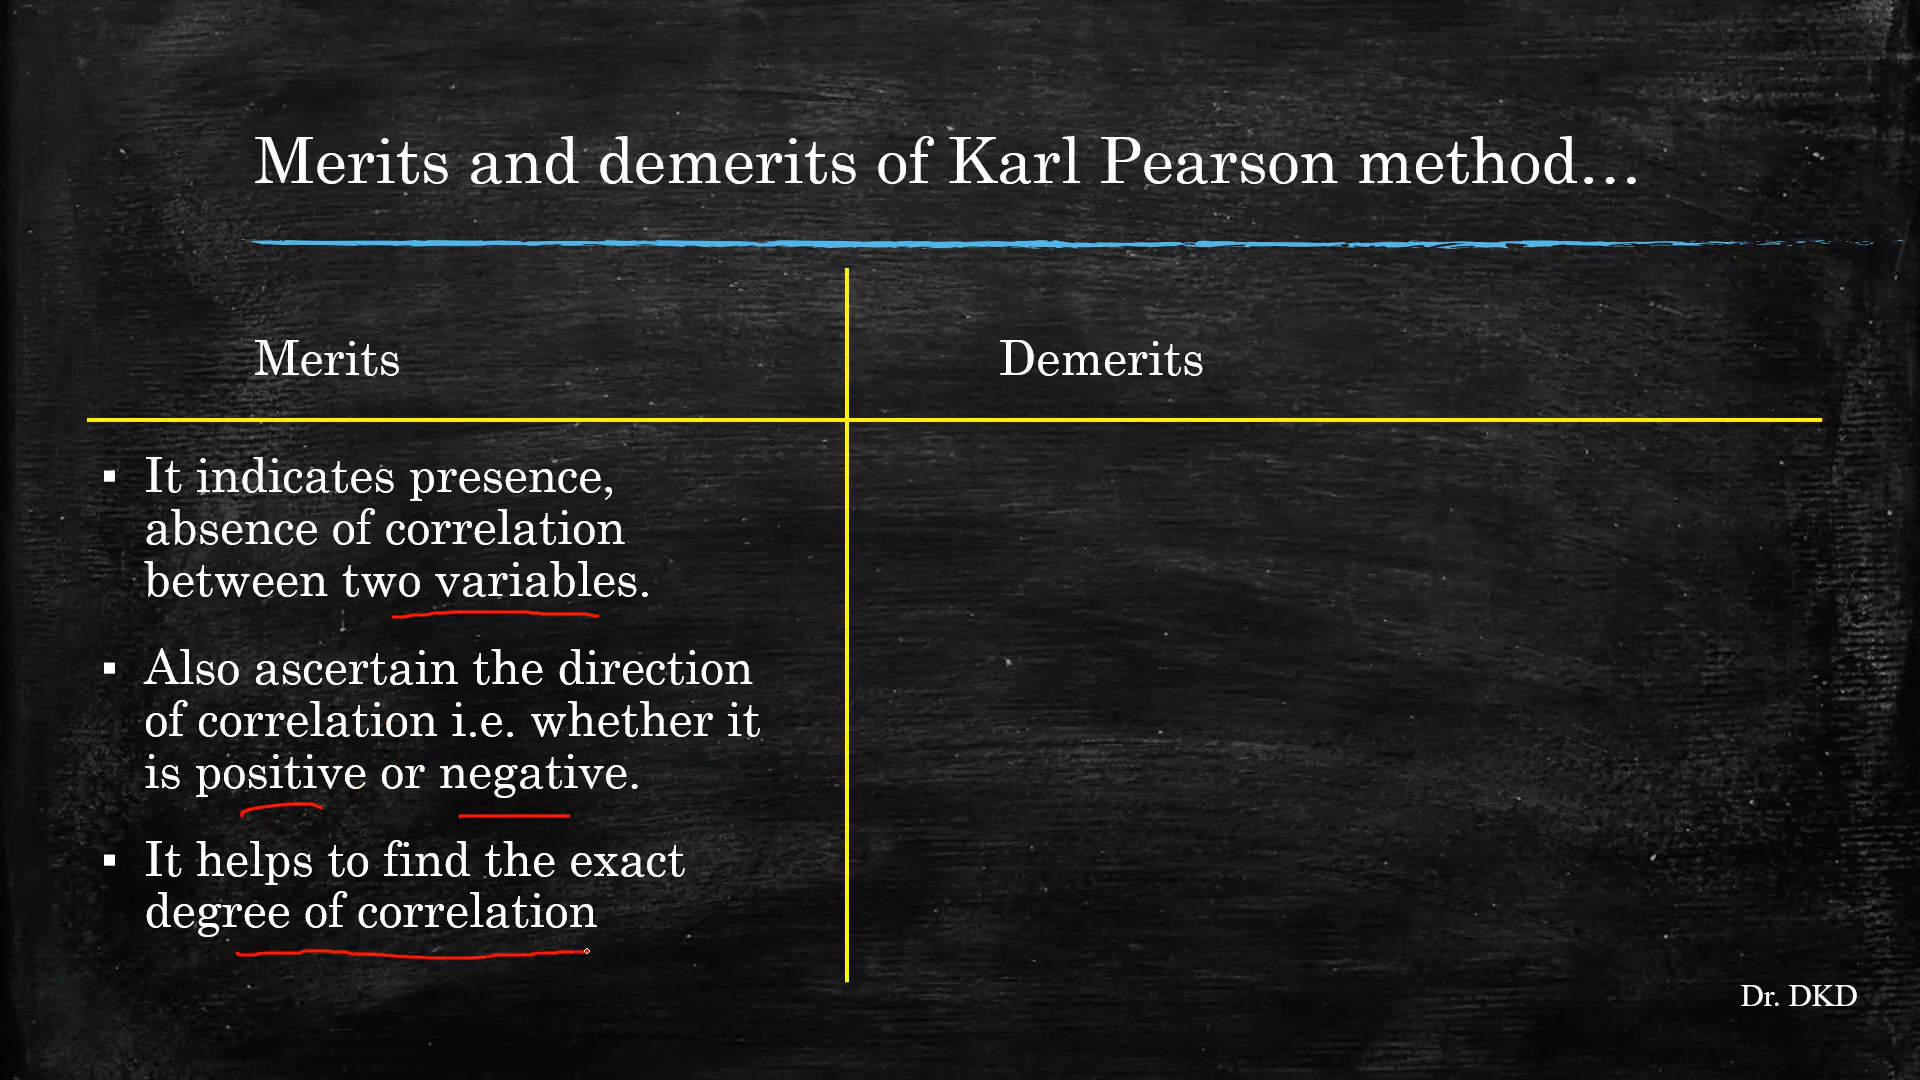 Merits and demerits of Karl Pearson method...
Merits
Demerits
▪ It indicates presence,
absence of correlation
between two variables.
▪ Also ascertain the direction
of correlation i.e. whether it
is positive or negative.
▪ It helps to find the exact
degree of correlation
Dr. DKD